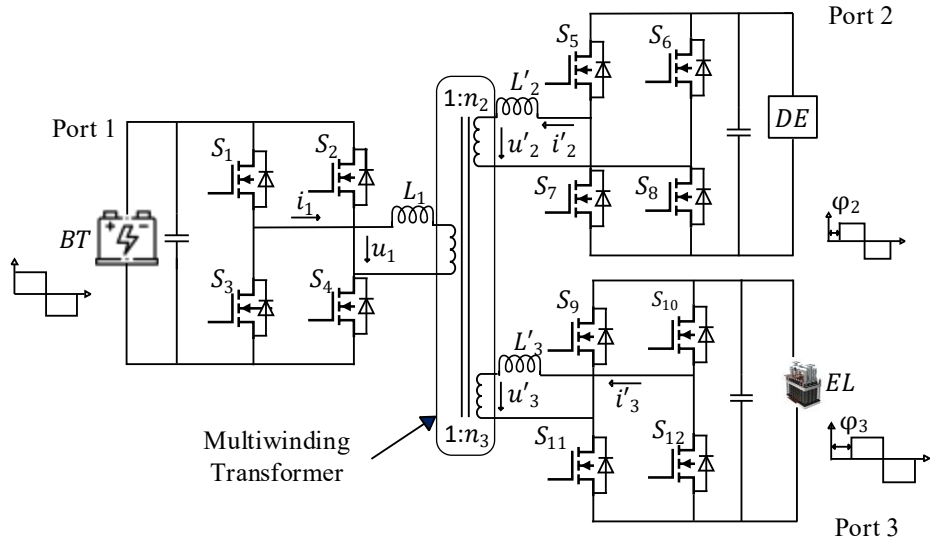 Port 1
BT
+ -
S₁
S₂
S₃
S₄
i₁
L₁
u₁
1:n₂
L'₂
u'₂
i'₂
S₅
S₆
S₇
S₈
Port 2
DE
φ₂
1:n₃
L'₃
u'₃
i'₃
S₉
S₁₀
S₁₁
S₁₂
EL
φ₃
Port 3
Multiwinding
Transformer